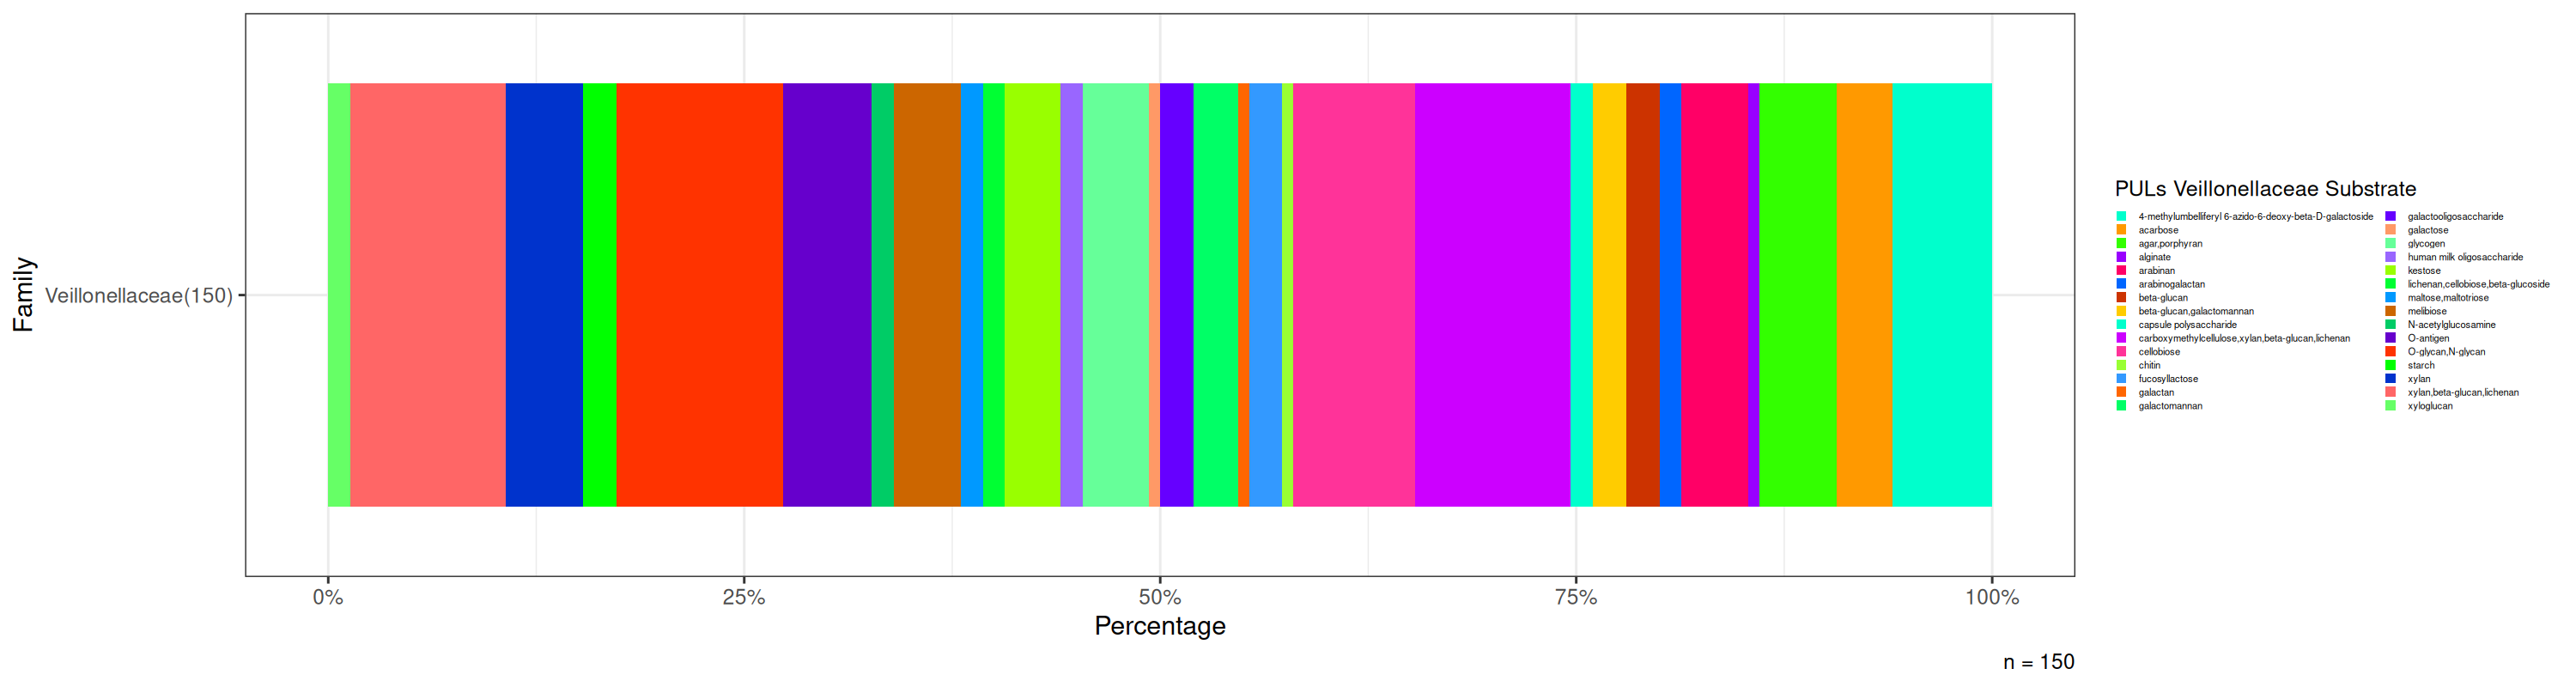 Family
Veillonellaceae(150)
0%
25%
50%
75%
100%
Percentage
n = 150
PULs Veillonellaceae Substrate
4-methylumbelliferyl 6-azido-6-deoxy-beta-D-galactoside
acarbose
agar,porphyran
alginate
arabinan
arabinogalactan
beta-glucan
beta-glucan,galactomannan
capsule polysaccharide
carboxymethylcellulose,xylan,beta-glucan,lichenan
cellobiose
chitin
fucosyllactose
galactan
galactomannan
galactooligosaccharide
galactose
glycogen
human milk oligosaccharide
kestose
lichenan,cellobiose,beta-glucoside
maltose,maltotriose
melibiose
N-acetylglucosamine
O-antigen
O-glycan,N-glycan
starch
xylan
xylan,beta-glucan,lichenan
xyloglucan